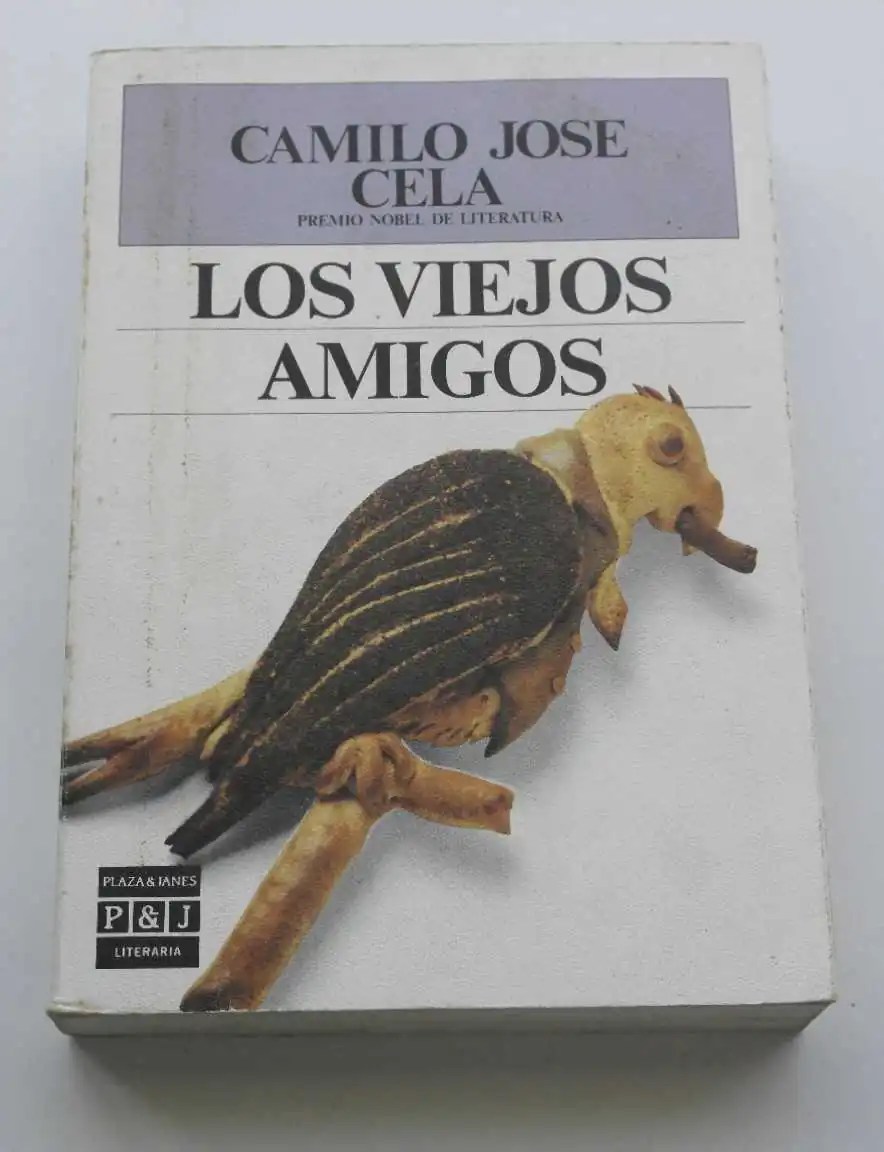 CAMILO JOSE
CELA
PREMIO NOBEL DE LITERATURA
LOS VIEJOS
AMIGOS
PLAZA & JANES
P & J
LITERARIA